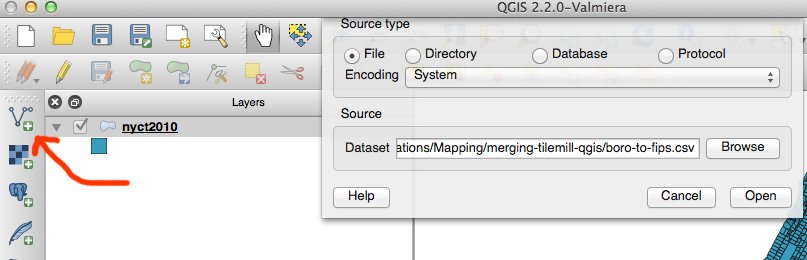 QGIS 2.2.0-Valmiera
Source type
File Directory Database Protocol
Encoding System
Layers
Source
nyct2010
Dataset ations/Mapping/merging-tilemill-qgis/boro-to-fips.csv Browse
Help Cancel Open